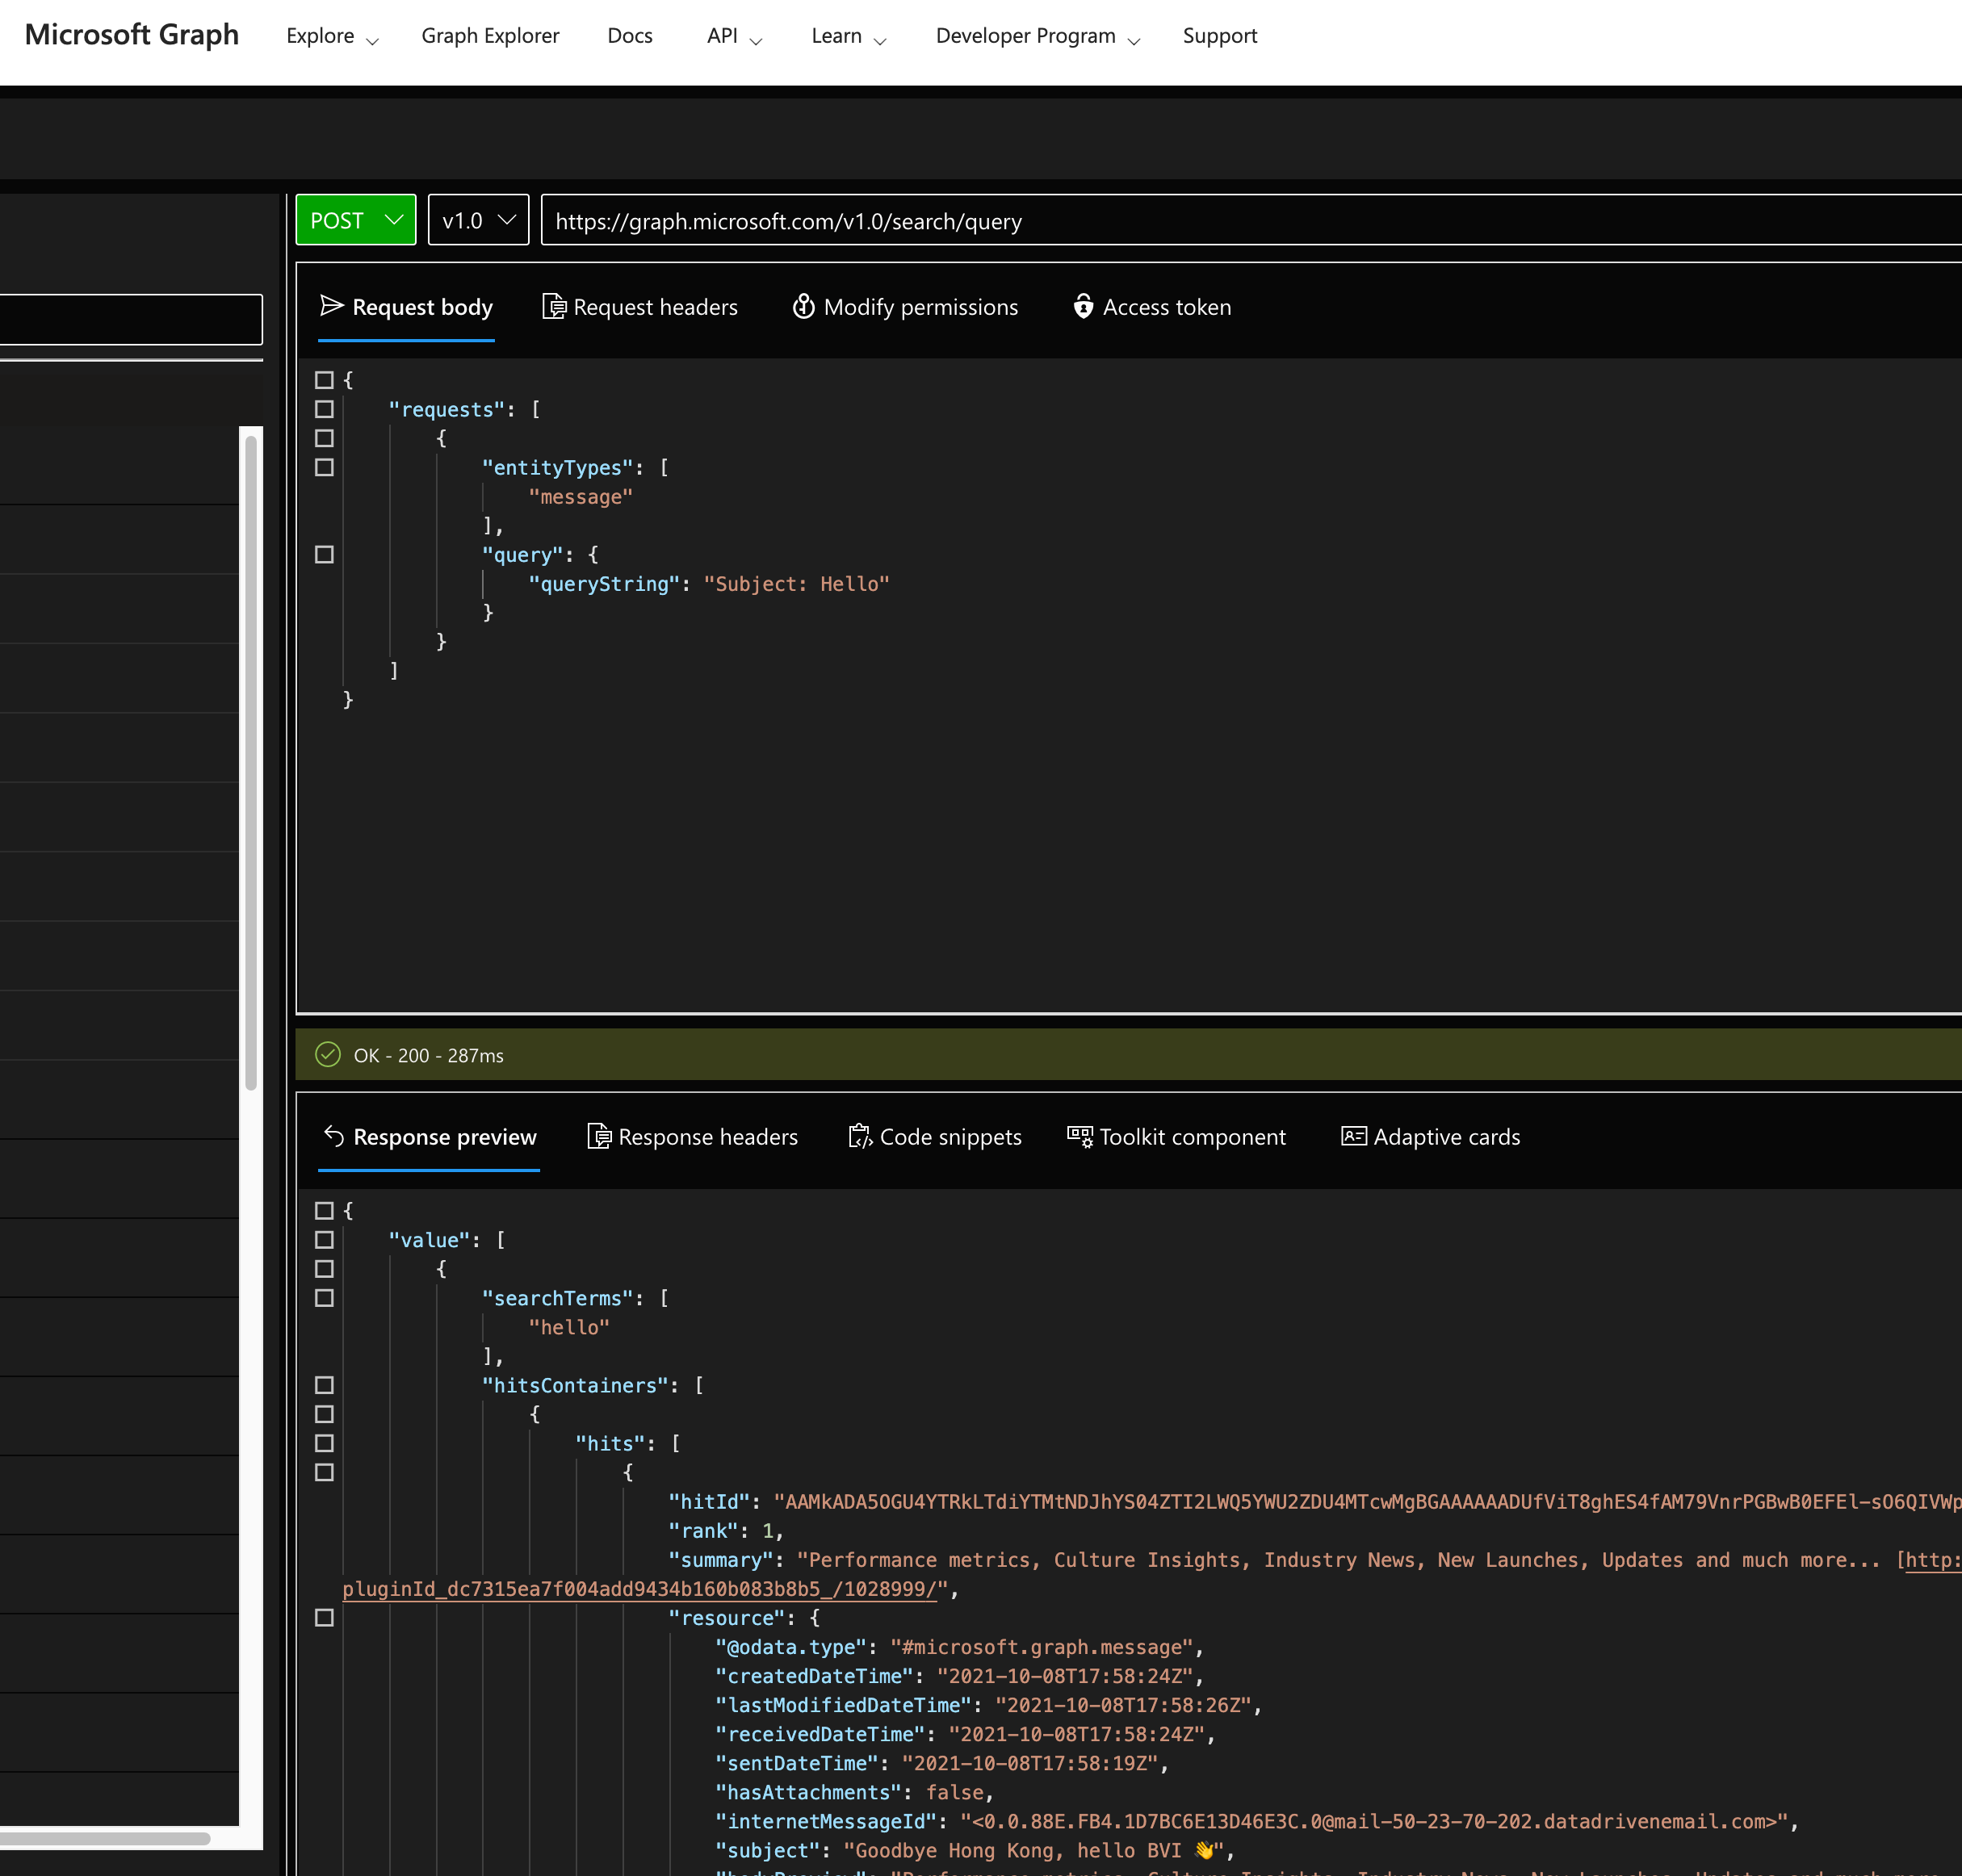 Microsoft Graph Explore Graph Explorer Docs API Learn Developer Program Support
POST v1.0 https://graph.microsoft.com/v1.0/search/query
Request body Request headers Modify permissions Access token
{
"requests": [
{
"entityTypes": [
"message"
],
"query": {
"queryString": "Subject: Hello"
}
}
]
}
OK - 200 - 287ms
Response preview Response headers Code snippets Toolkit component Adaptive cards
{
"value": [
{
"searchTerms": [
"hello"
],
"hitsContainers": [
{
"hits": [
{
"hitId": "AAMkADA5OGU4YTRkLTdiYTMtNDJhYS04ZTI2LWQ5YWU2ZDU4MTcwMgBGAAAAAADUfViT8ghES4fAM79VnrPGBwB0EFEl-sO6QIVWp
"rank": 1,
"summary": "Performance metrics, Culture Insights, Industry News, New Launches, Updates and much more... [http:
pluginId_dc7315ea7f004add9434b160b083b8b5_/1028999/",
"resource": {
"@odata.type": "#microsoft.graph.message",
"createdDateTime": "2021-10-08T17:58:24Z",
"lastModifiedDateTime": "2021-10-08T17:58:26Z",
"receivedDateTime": "2021-10-08T17:58:24Z",
"sentDateTime": "2021-10-08T17:58:19Z",
"hasAttachments": false,
"internetMessageId": "<0.0.88E.FB4.1D7BC6E13D46E3C.0@mail-50-23-70-202.datadrivenemail.com>",
"subject": "Goodbye Hong Kong, hello BVI 👋",